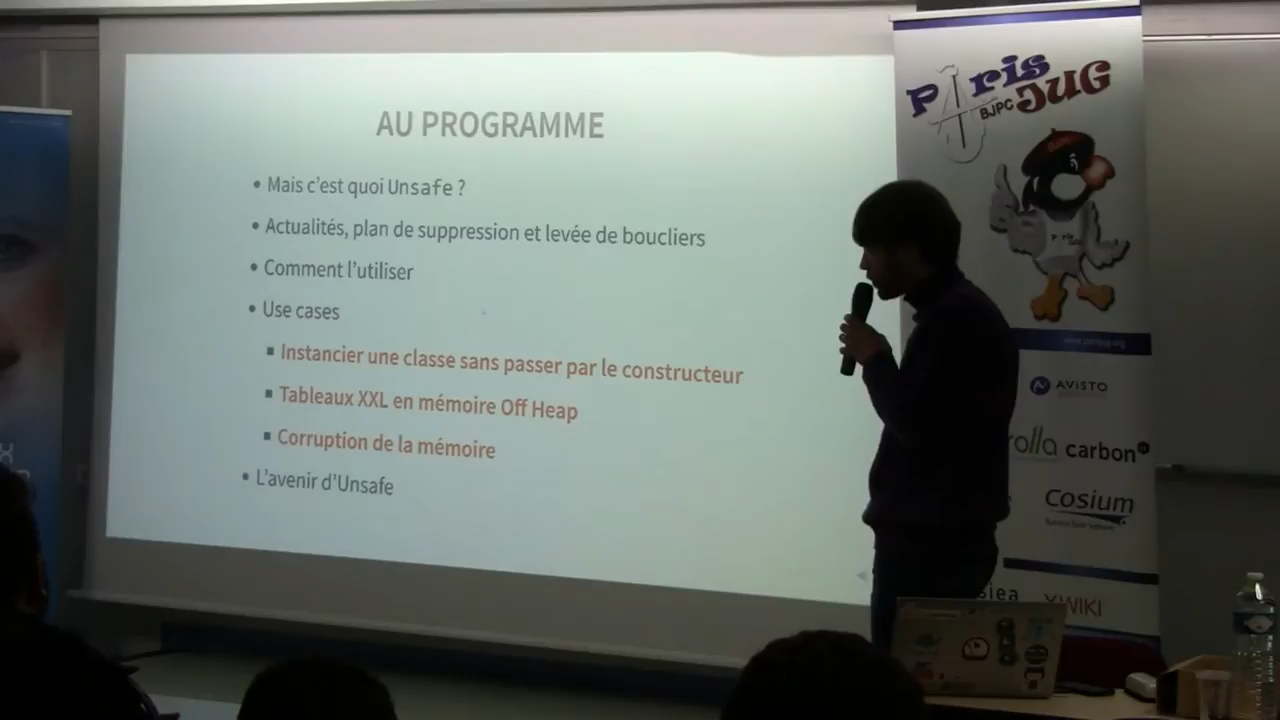 AU PROGRAMME
• Mais c'est quoi Unsafe ?
• Actualités, plan de suppression et levée de boucliers
• Comment l'utiliser
• Use cases
▪ Instancier une classe sans passer par le constructeur
▪ Tableaux XXL en mémoire Off Heap
▪ Corruption de la mémoire
• L'avenir d'Unsafe
Paris
BJPC JUG
AVISTO
carbon
Cosium
XWIKI